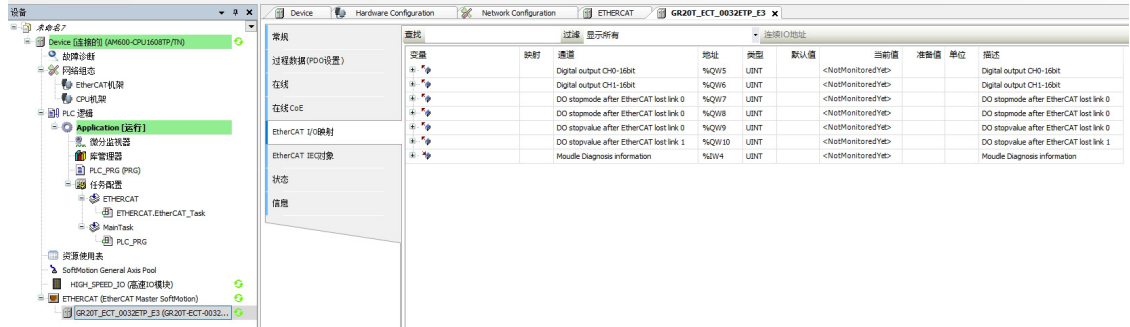 设备
未命名7
Device [连接的] (AM600-CPU1608TP/TN)
故障诊断
网络组态
EtherCAT机架
CPU机架
PLC 逻辑
Application [运行]
微分监视器
库管理器
PLC_PRG (PRG)
任务配置
ETHERCAT
ETHERCAT.EtherCAT_Task
MainTask
PLC_PRG
资源使用表
SoftMotion General Axis Pool
HIGH_SPEED_IO (高速IO模块)
ETHERCAT (EtherCAT Master SoftMotion)
GR20T_ECT_0032ETP_E3 (GR20T-ECT-0032...
Device Hardware Configuration Network Configuration ETHERCAT GR20T_ECT_0032ETP_E3
常规
过程数据(PDO设置)
在线
在线CoE
EtherCAT I/O映射
EtherCAT IEC对象
状态
信息
查找 过滤 显示所有 连续IO地址
变量 映射 通道 地址 类型 默认值 当前值 准备值 单位 描述
Digital output CH0-16bit %QW5 UINT <NotMonitoredYet> Digital output CH0-16bit
Digital output CH1-16bit %QW6 UINT <NotMonitoredYet> Digital output CH1-16bit
DO stopmode after EtherCAT lost link 0 %QW7 UINT <NotMonitoredYet> DO stopmode after EtherCAT lost link 0
DO stopmode after EtherCAT lost link 0 %QW8 UINT <NotMonitoredYet> DO stopmode after EtherCAT lost link 0
DO stopvalue after EtherCAT lost link 0 %QW9 UINT <NotMonitoredYet> DO stopvalue after EtherCAT lost link 0
DO stopvalue after EtherCAT lost link 1 %QW10 UINT <NotMonitoredYet> DO stopvalue after EtherCAT lost link 1
Moudle Diagnosis information %IW4 UINT <NotMonitoredYet> Moudle Diagnosis information